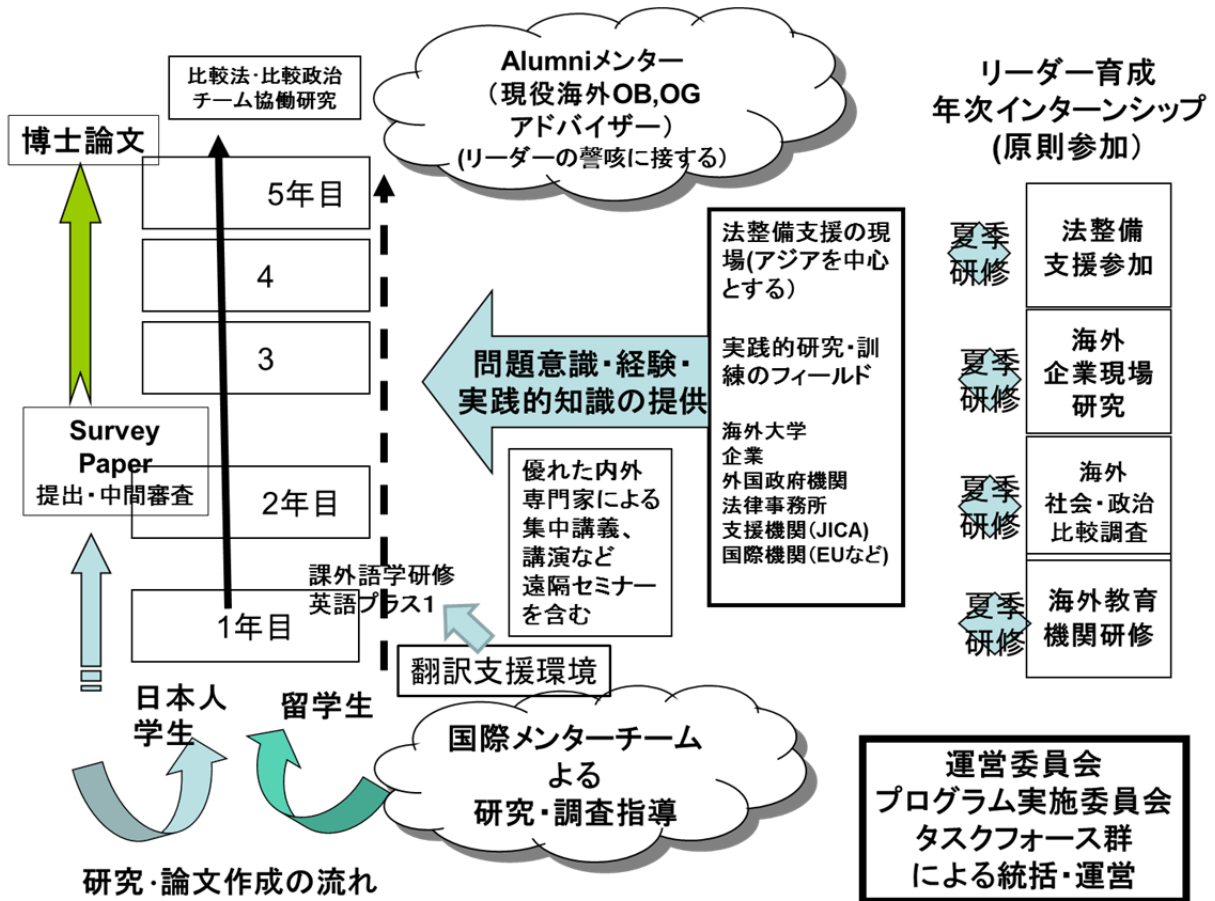 比較法･比較政治
チーム協働研究
博士論文
5年目
4
3
Survey
Paper
提出・中間審査
2年目
課外語学研修
英語プラス1
1年目
日本人
学生
留学生
研究･論文作成の流れ
Alumniメンター
（現役海外OB,OG
アドバイザー）
(リーダーの謦咳に接する）
問題意識・経験・
実践的知識の提供
優れた内外
専門家による
集中講義、
講演など
遠隔セミナー
を含む
翻訳支援環境
国際メンターチーム
よる
研究・調査指導
法整備支援の現
場(アジアを中心
とする）
実践的研究・訓
練のフィールド
海外大学
企業
外国政府機関
法律事務所
支援機関（JICA）
国際機関（EUなど）
リーダー育成
年次インターンシップ
(原則参加）
夏季
研修
法整備
支援参加
夏季
研修
海外
企業現場
研究
夏季
研修
海外
社会・政治
比較調査
夏季
研修
海外教育
機関研修
運営委員会
プログラム実施委員会
タスクフォース群
による統括・運営